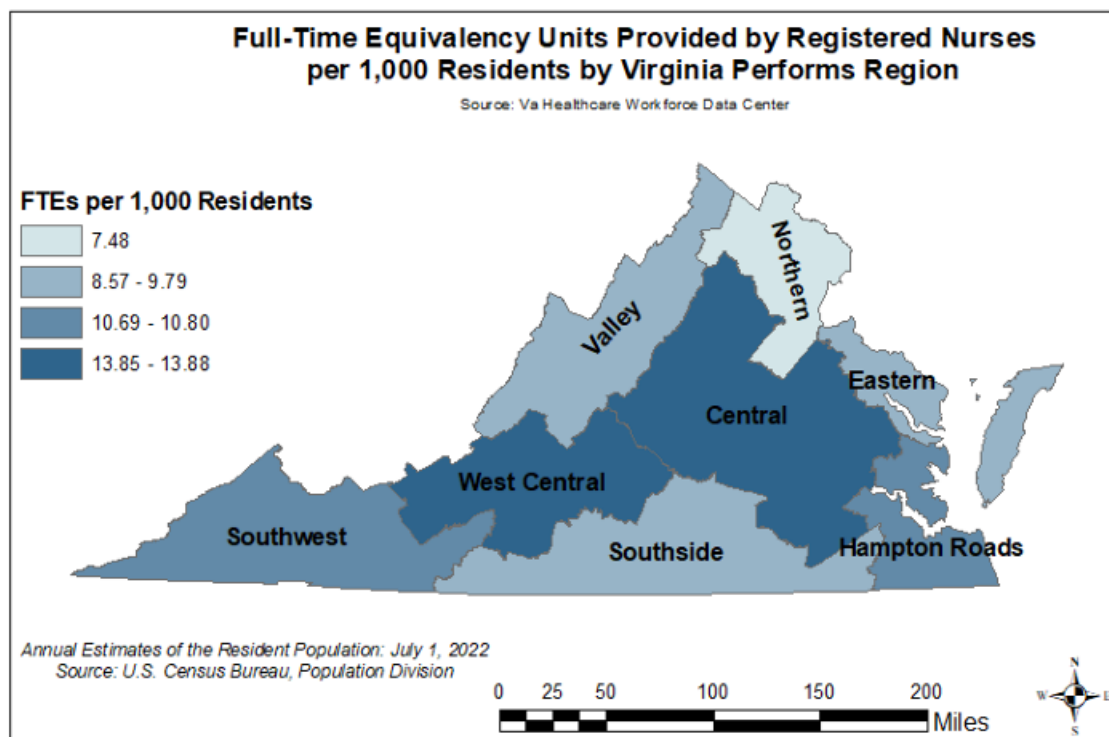 Full-Time Equivalency Units Provided by Registered Nurses
per 1,000 Residents by Virginia Performs Region
Source: Va Healthcare Workforce Data Center
FTEs per 1,000 Residents
7.48
8.57 - 9.79
10.69 - 10.80
13.85 - 13.88
Northern
Valley
Eastern
Central
West Central
Southwest
Southside
Hampton Roads
Annual Estimates of the Resident Population: July 1, 2022
Source: U.S. Census Bureau, Population Division
0 25 50 100 150 200
Miles
N
W E
S